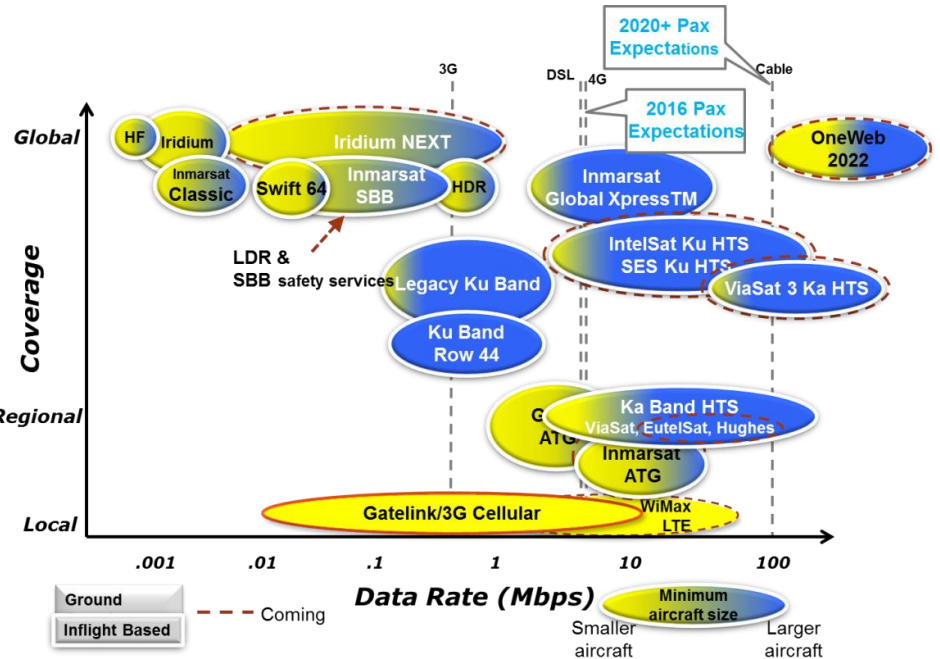 2020+ Pax
Expectations
3G
DSL
4G
Cable
2016 Pax
Expectations
Global
HF
Iridium
Iridium NEXT
OneWeb
2022
Inmarsat
Classic
Swift 64
Inmarsat
SBB
HDR
Inmarsat
Global XpressTM
LDR &
SBB safety services
IntelSat Ku HTS
SES Ku HTS
Legacy Ku Band
ViaSat 3 Ka HTS
Ku Band
Row 44
Coverage
Regional
ATG
Ka Band HTS
ViaSat, EutelSat, Hughes
Inmarsat
ATG
Gatelink/3G Cellular
WiMax
LTE
Local
.001
.01
.1
1
10
100
Data Rate (Mbps)
Ground
Inflight Based
Coming
Minimum
aircraft size
Smaller
aircraft
Larger
aircraft